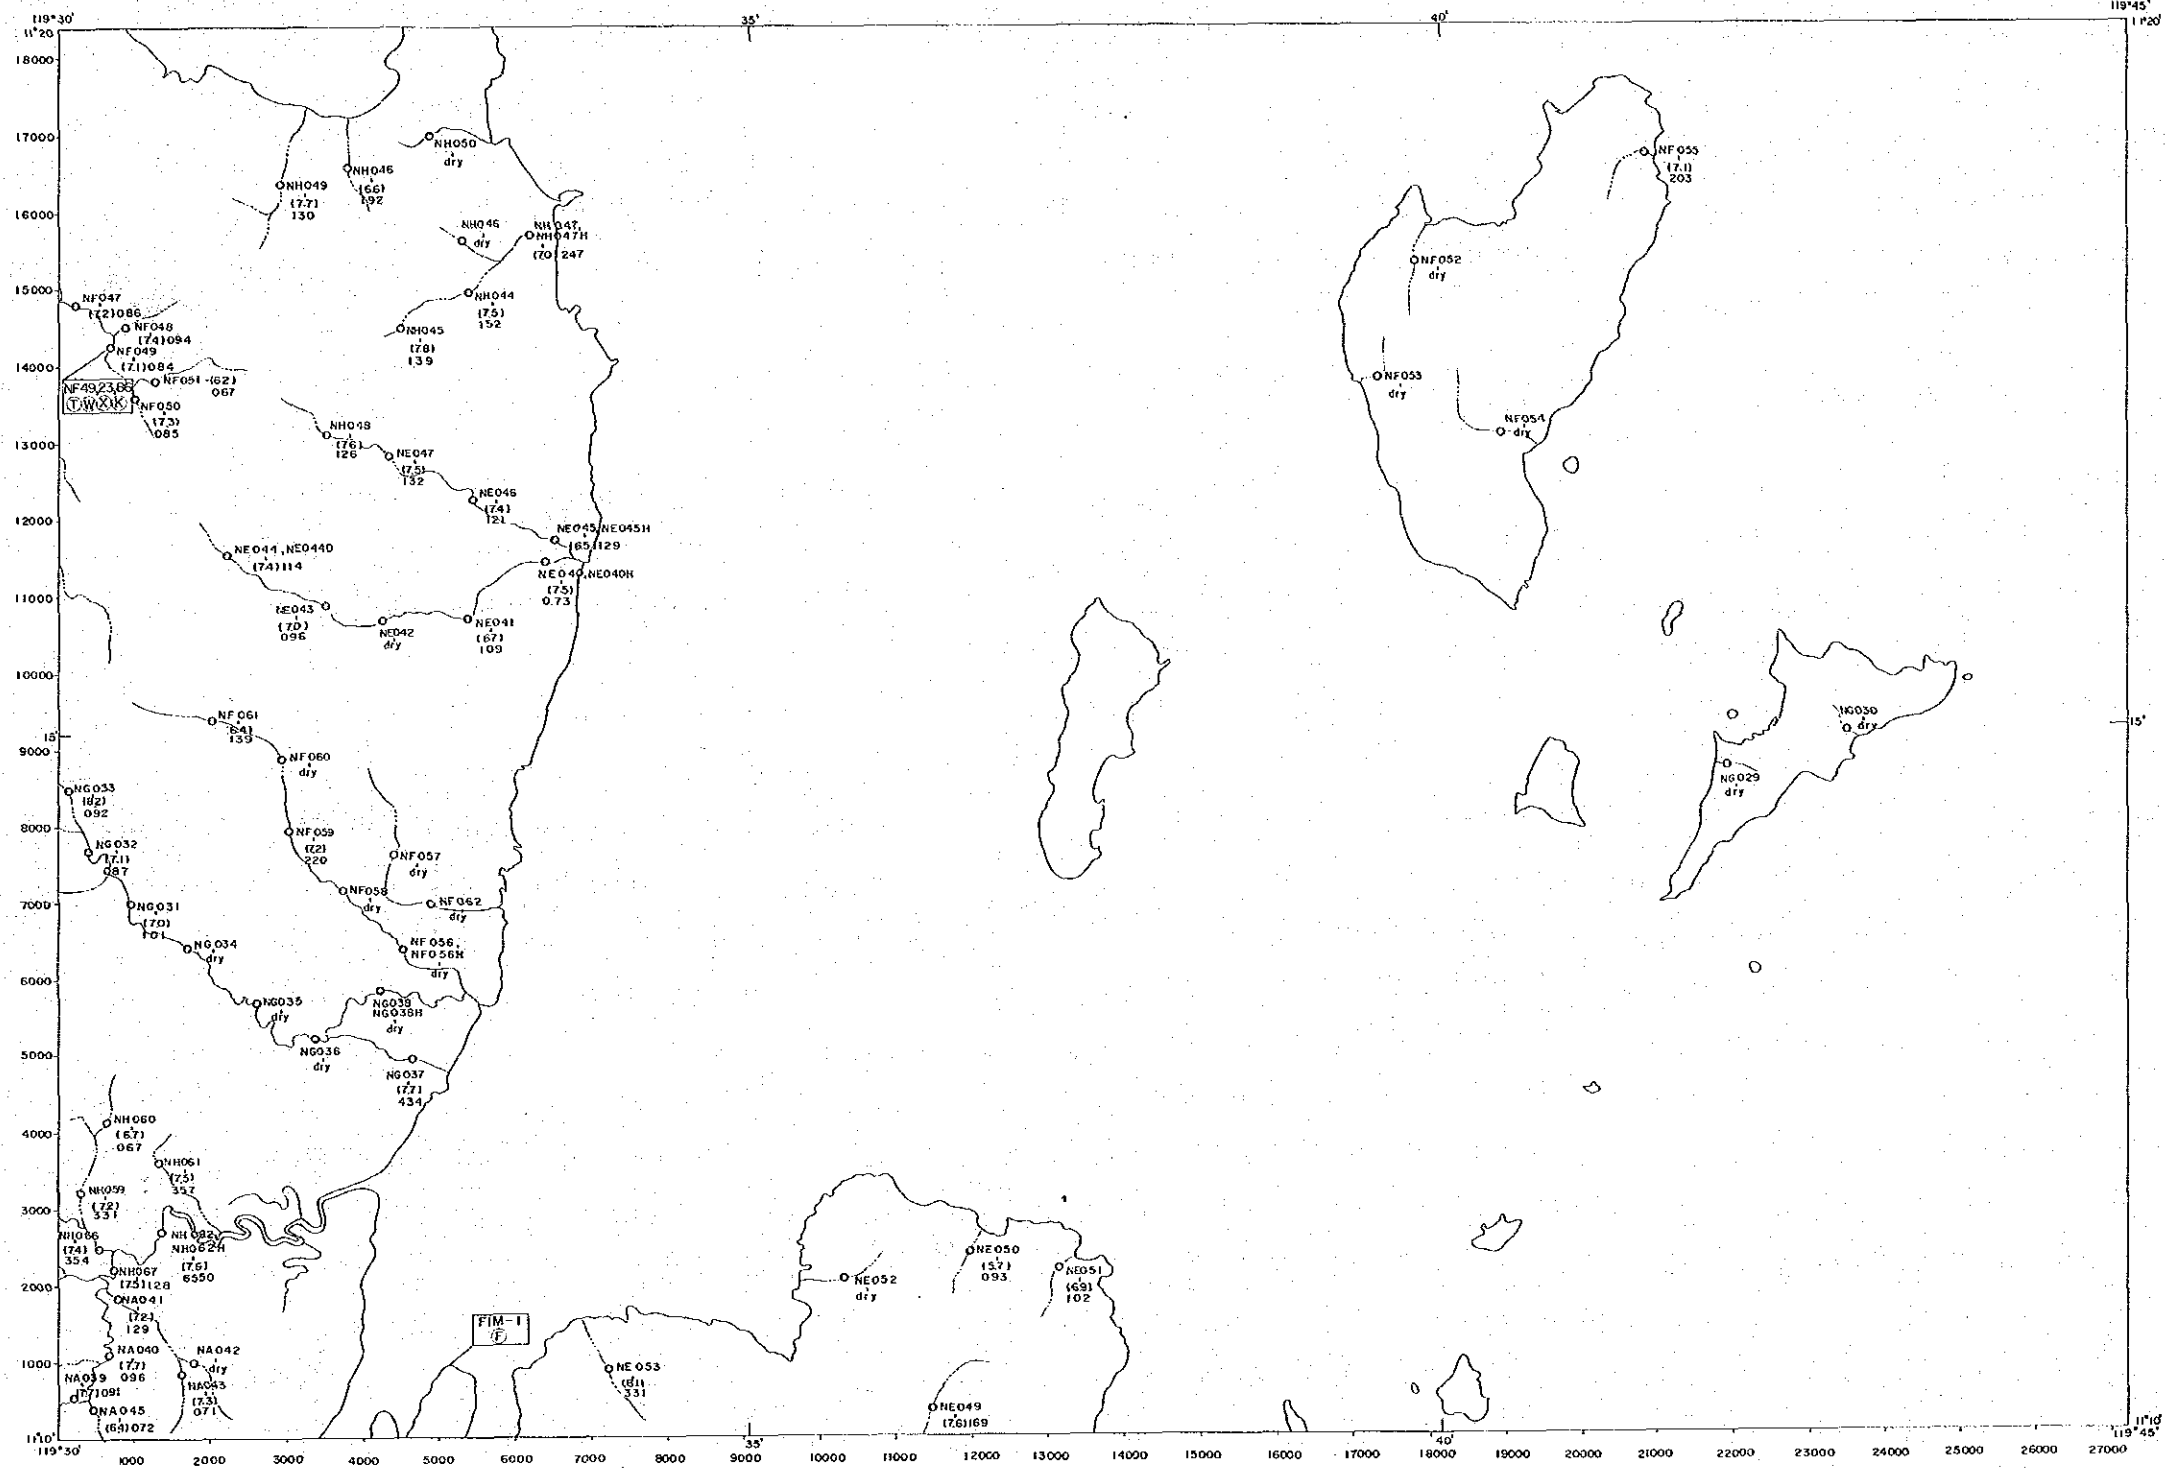 119°30'
35'
40'
119°45'
11°20
11°20'
18000
17000
16000
15000
14000
13000
12000
11000
10000
15'
9000
8000
7000
6000
5000
4000
3000
2000
1000
11°10'
NH050
dry
NH046
(6.6)
192
NH049
(7.7)
130
NH046
dry
NH047,
NH047H
(7.0) 247
NH044
(7.5)
152
NH045
(7.8)
139
NF047
(7.2) 086
NF048
(7.4) 094
NF049
(7.1) 084
NF051 -(6.2)
067
T W X K
NF050
(7.3)
085
NH048
(7.6)
126
NE047
(7.5)
132
NE046
(7.4)
121
NE045, NE045H
(6.5) 129
NE044, NE044D
(7.4) 114
NE040, NE040H
(7.5)
0.73
NE043
(7.0)
096
NE042
dry
NE041
(6.7)
109
NF055
(7.1)
203
NF052
dry
NF053
dry
NF054
dry
NG030
dry
15'
NG029
dry
NF061
(6.4)
139
NF060
dry
NG033
(8.2)
092
NF059
(7.2)
220
NG032
(7.1)
087
NF057
dry
NF058
dry
NF062
dry
NG031
(7.0)
101
NG034
dry
NF056,
NF056H
dry
NG035
dry
NG038
NG038H
dry
NG036
dry
NG037
(7.7)
434
NH060
(6.7)
067
NH061
(7.5)
357
NH059
(7.2)
331
NH066
(7.4)
354
NH062,
NH062H
(7.6)
6550
NH067
(7.5) 128
NA041
(7.2)
129
NA040
(7.7)
096
NA042
dry
NA039
(7.7) 091
NA043
(7.3)
071
NA045
(6.9) 072
FIM-1
F
NE053
(8.1)
331
NE052
dry
NE050
(5.7)
093
NE051
(6.9)
102
NE049
(7.6) 169
11°10
119°30'
35'
40'
119°45'
1000
2000
3000
4000
5000
6000
7000
8000
9000
10000
11000
12000
13000
14000
15000
16000
17000
18000
19000
20000
21000
22000
23000
24000
25000
26000
27000